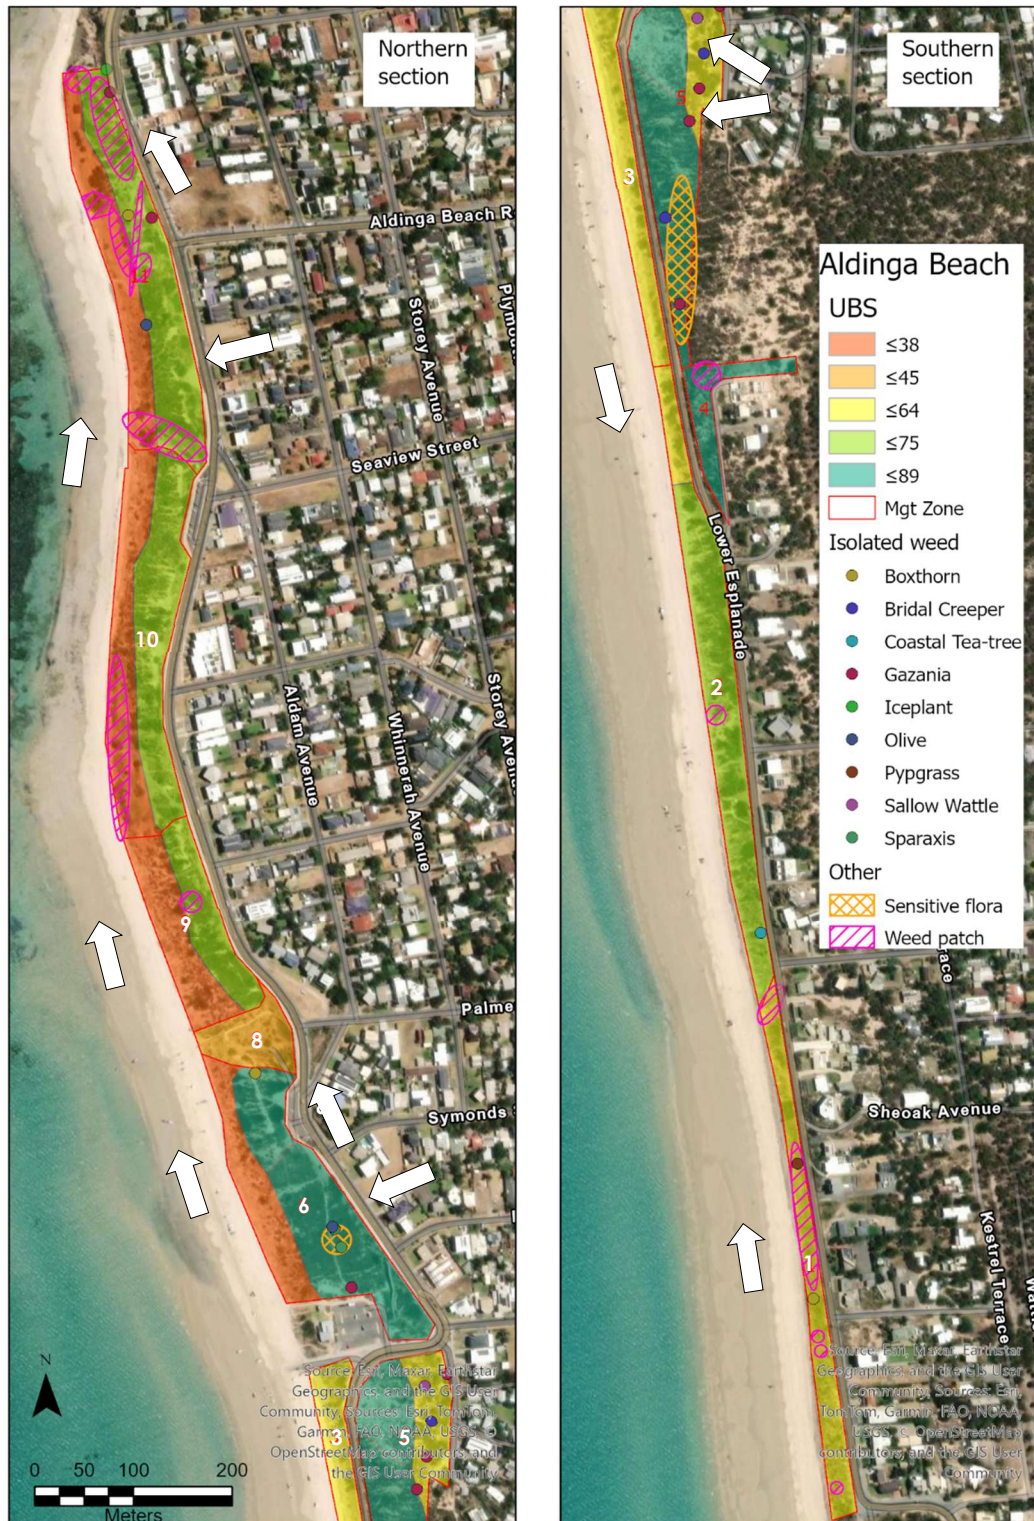 Northern
section
Aldinga Beach R
Storey Avenue
Plymou
Seaview Street
11
10
Aldam Avenue
Whinnerah Avenue
Storey Avenu
9
Palme
8
Symonds S
6
N
3
5
Source: Esri, Maxar, Earthstar
Geographics, and the GIS User
Community, Sources: Esri, TomTom,
Garmin, FAO, NOAA, USGS, ©
OpenStreetMap contributors, and
the GIS User Community
0 50 100 200
Meters
Southern
section
5
3
4
Lower Esplanade
2
Aldinga Beach
UBS
≤38
≤45
≤64
≤75
≤89
Mgt Zone
Isolated weed
Boxthorn
Bridal Creeper
Coastal Tea-tree
Gazania
Iceplant
Olive
Pypgrass
Sallow Wattle
Sparaxis
Other
Sensitive flora
Weed patch
race
Sheoak Avenue
Kestrel Terrace
1
Source: Esri, Maxar, Earthstar
Geographics, and the GIS User
Community, Sources: Esri,
TomTom, Garmin, FAO, NOAA,
USGS, © OpenStreetMap
contributors, and the GIS User
Community